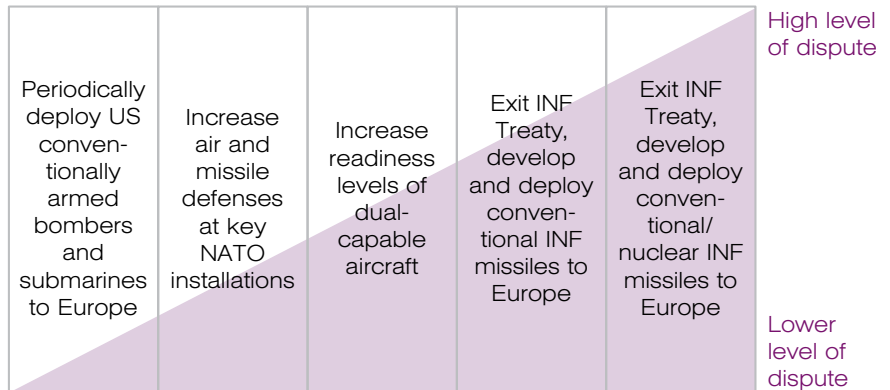 Periodically
deploy US
conven-
tionally
armed
bombers
and
submarines
to Europe
Increase
air and
missile
defenses
at key
NATO
installations
Increase
readiness
levels of
dual-
capable
aircraft
Exit INF
Treaty,
develop
and deploy
conven-
tional INF
missiles to
Europe
Exit INF
Treaty,
develop
and deploy
conven-
tional/
nuclear INF
missiles to
Europe
High level
of dispute
Lower
level of
dispute